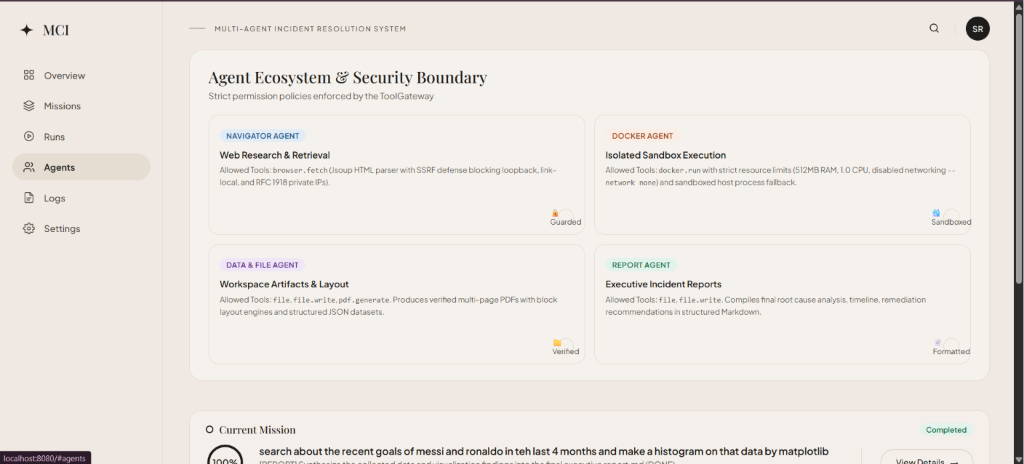 MCI
MULTI-AGENT INCIDENT RESOLUTION SYSTEM
SR
Overview
Missions
Runs
Agents
Logs
Settings
Agent Ecosystem & Security Boundary
Strict permission policies enforced by the ToolGateway
NAVIGATOR AGENT
Web Research & Retrieval
Allowed Tools: browser.fetch (Jsoup HTML parser with SSRF defense blocking loopback, link-
local, and RFC 1918 private IPs).
Guarded
DOCKER AGENT
Isolated Sandbox Execution
Allowed Tools: docker.run with strict resource limits (512MB RAM, 1.0 CPU, disabled networking --
network none) and sandboxed host process fallback.
Sandboxed
DATA & FILE AGENT
Workspace Artifacts & Layout
Allowed Tools: file, file.write, pdf.generate. Produces verified multi-page PDFs with block
layout engines and structured JSON datasets.
Verified
REPORT AGENT
Executive Incident Reports
Allowed Tools: file, file.write. Compiles final root cause analysis, timeline, remediation
recommendations in structured Markdown.
Formatted
Current Mission
Completed
100%
search about the recent goals of messi and ronaldo in teh last 4 months and make a histogram on that data by matplotlib
View Details →
localhost:8080/#agents